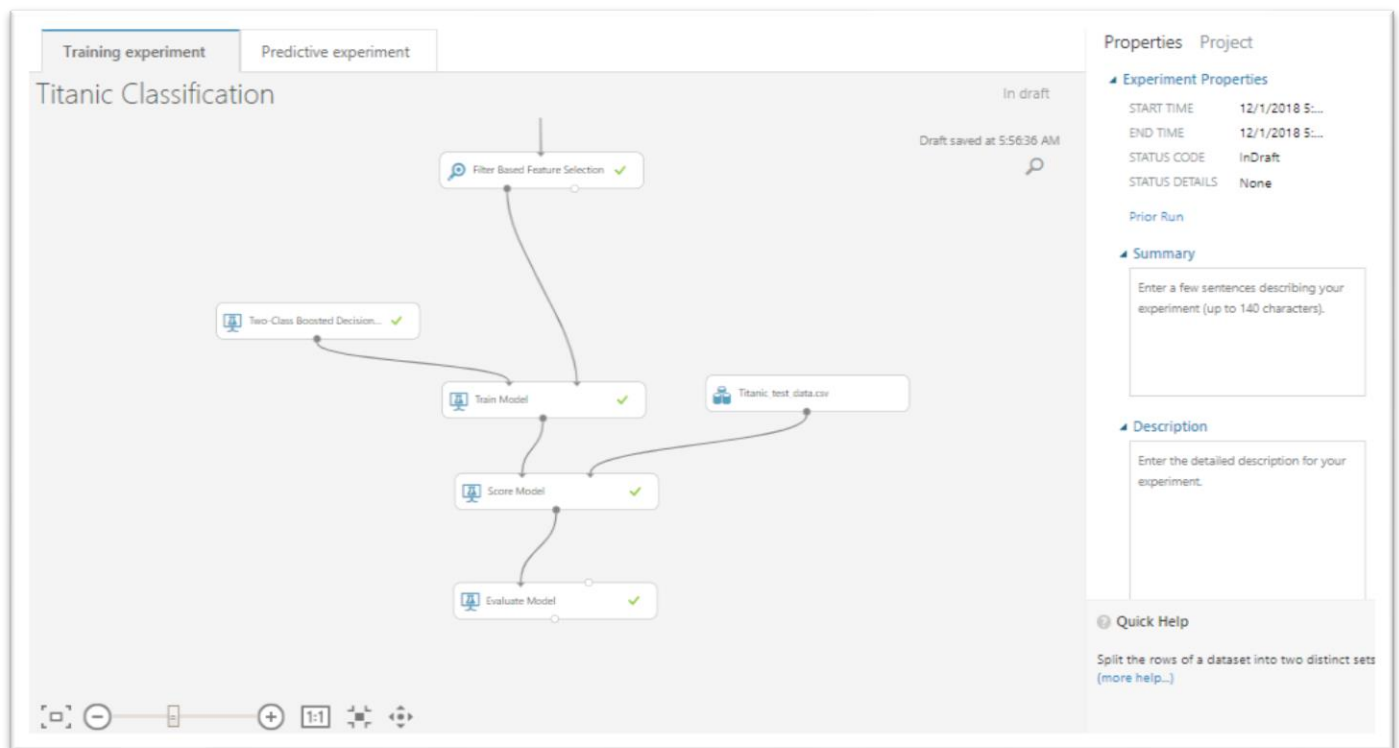 Training experiment
Predictive experiment
Titanic Classification
In draft
Draft saved at 5:56:36 AM
Filter Based Feature Selection
Two-Class Boosted Decision...
Train Model
Titanic_test_data.csv
Score Model
Evaluate Model
1:1
Properties Project
Experiment Properties
START TIME 12/1/2018 5:...
END TIME 12/1/2018 5:...
STATUS CODE InDraft
STATUS DETAILS None
Prior Run
Summary
Enter a few sentences describing your
experiment (up to 140 characters).
Description
Enter the detailed description for your
experiment.
Quick Help
Split the rows of a dataset into two distinct sets
(more help...)